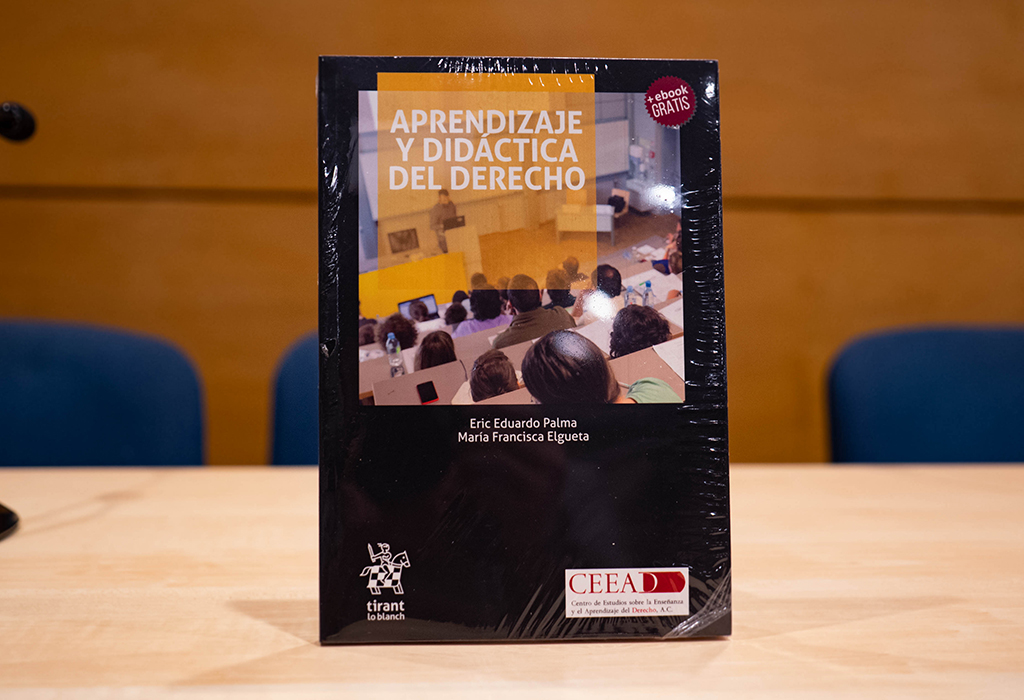 +ebook
GRATIS
APRENDIZAJE
Y DIDÁCTICA
DEL DERECHO
Eric Eduardo Palma
María Francisca Elgueta
tirant
lo blanch
CEEAD
Centro de Estudios sobre la Enseñanza
y el Aprendizaje del Derecho, A.C.